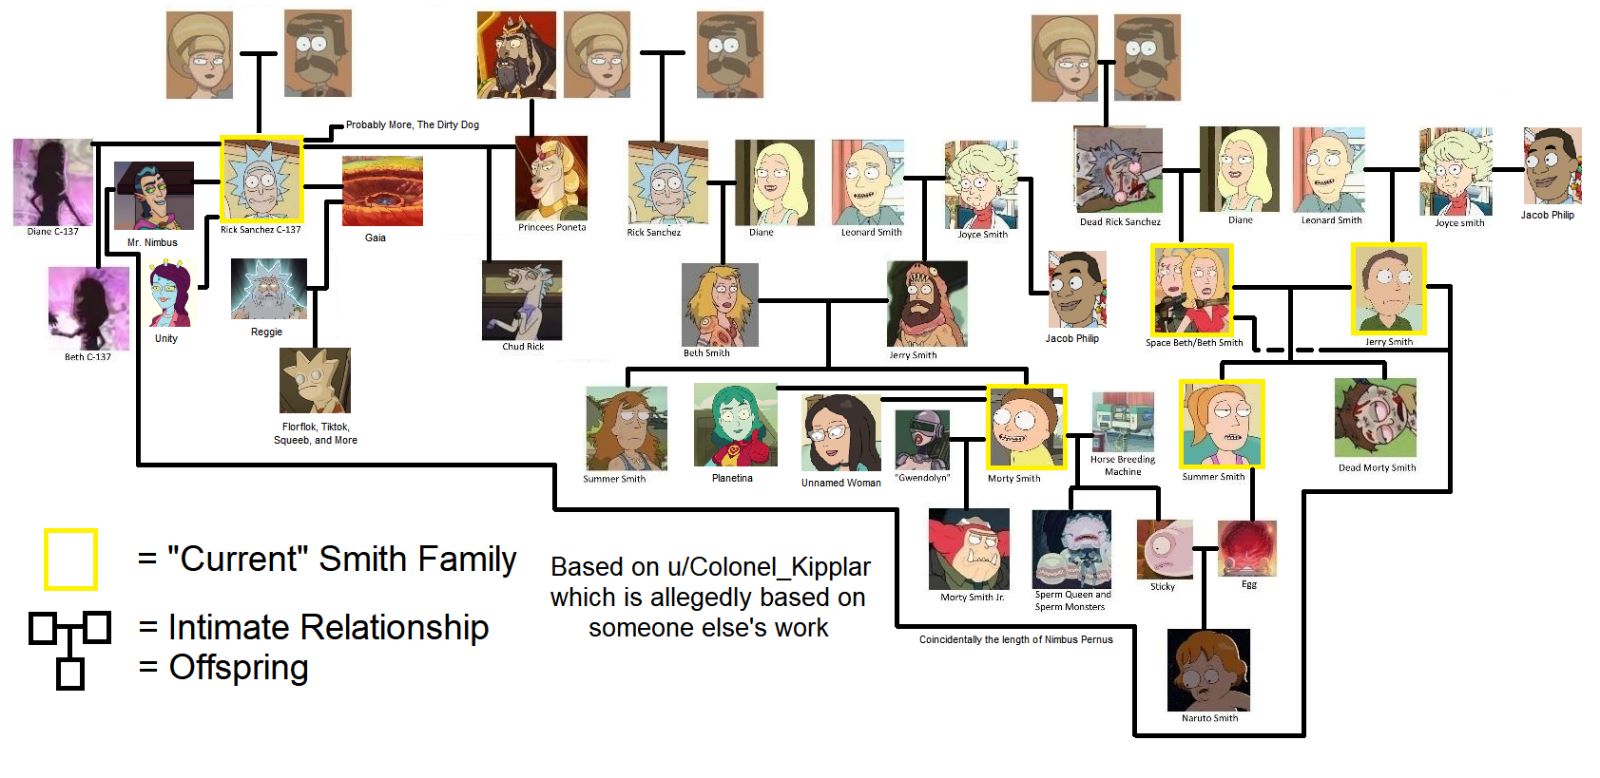 Probably More, The Dirty Dog
Diane C-137
Mr. Nimbus
Rick Sanchez C-137
Gaia
Princees Poneta
Rick Sanchez
Diane
Leonard Smith
Joyce Smith
Dead Rick Sanchez
Diane
Leonard Smith
Joyce Smith
Jacob Philip
Beth C-137
Unity
Reggie
Chud Rick
Beth Smith
Jerry Smith
Jacob Philip
Space Beth/Beth Smith
Jerry Smith
Florflok, Tiktok,
Squeeb, and More
Summer Smith
Planetina
Unnamed Woman
"Gwendolyn"
Morty Smith
Horse Breeding
Machine
Summer Smith
Dead Morty Smith
Morty Smith Jr.
Sperm Queen and
Sperm Monsters
Sticky
Egg
Naruto Smith
= "Current" Smith Family
= Intimate Relationship
= Offspring
Based on u/Colonel_Kipplar
which is allegedly based on
someone else's work
Coincidentally the length of Nimbus Pernus